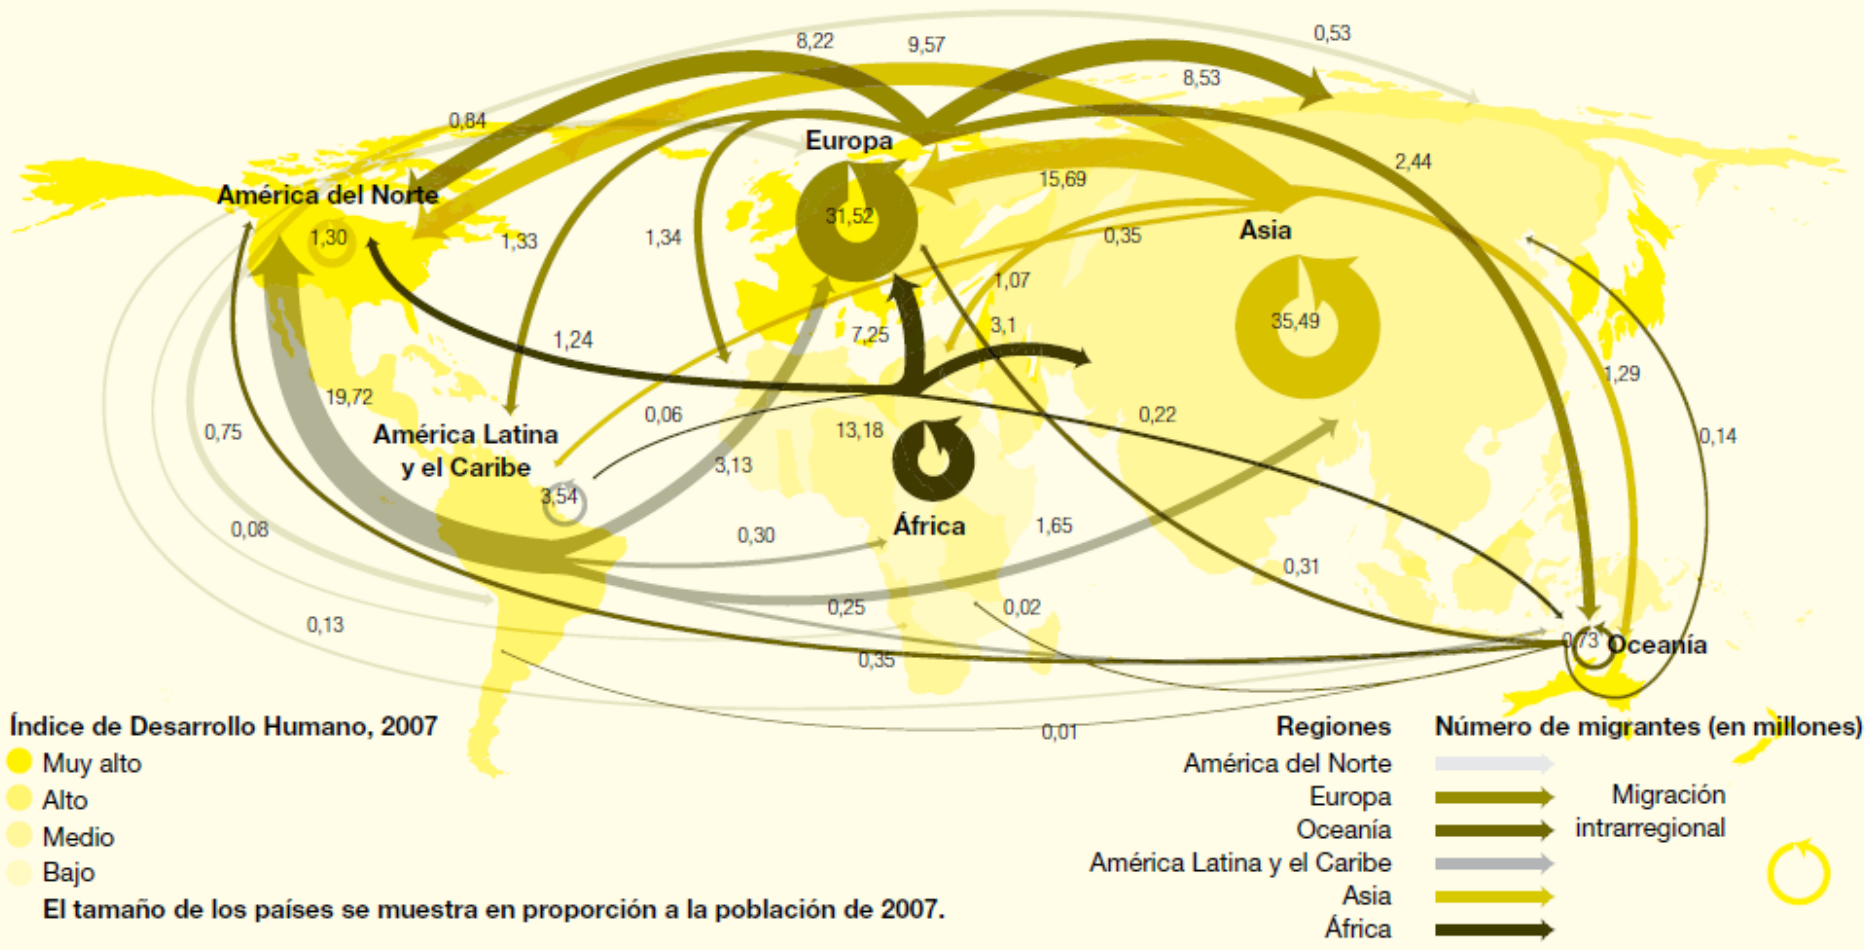 8,22
9,57
0,53
8,53
0,84
Europa
2,44
15,69
América del Norte
31,52
1,30
1,33
1,34
0,35
Asia
1,07
35,49
3,1
7,25
1,24
1,29
19,72
0,06
0,22
0,75
América Latina
y el Caribe
13,18
0,14
3,13
3,54
África
0,08
0,30
1,65
0,31
0,25
0,02
0,13
0,35
0,73
Oceanía
0,01
Índice de Desarrollo Humano, 2007
Muy alto
Alto
Medio
Bajo
El tamaño de los países se muestra en proporción a la población de 2007.
Regiones
Número de migrantes (en millones)
América del Norte
Europa
Oceanía
América Latina y el Caribe
Asia
África
Migración
intrarregional